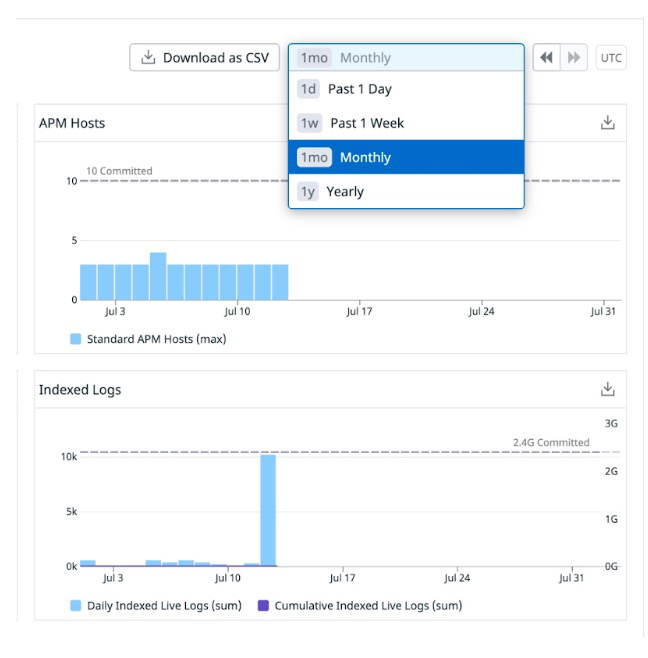 Download as CSV
1mo Monthly
UTC
1d Past 1 Day
1w Past 1 Week
1mo Monthly
1y Yearly
APM Hosts
10 Committed
10
5
0
Jul 3 Jul 10 Jul 17 Jul 24 Jul 31
Standard APM Hosts (max)
Indexed Logs
3G
2.4G Committed
10k
2G
5k
1G
0k
0G
Jul 3 Jul 10 Jul 17 Jul 24 Jul 31
Daily Indexed Live Logs (sum) Cumulative Indexed Live Logs (sum)